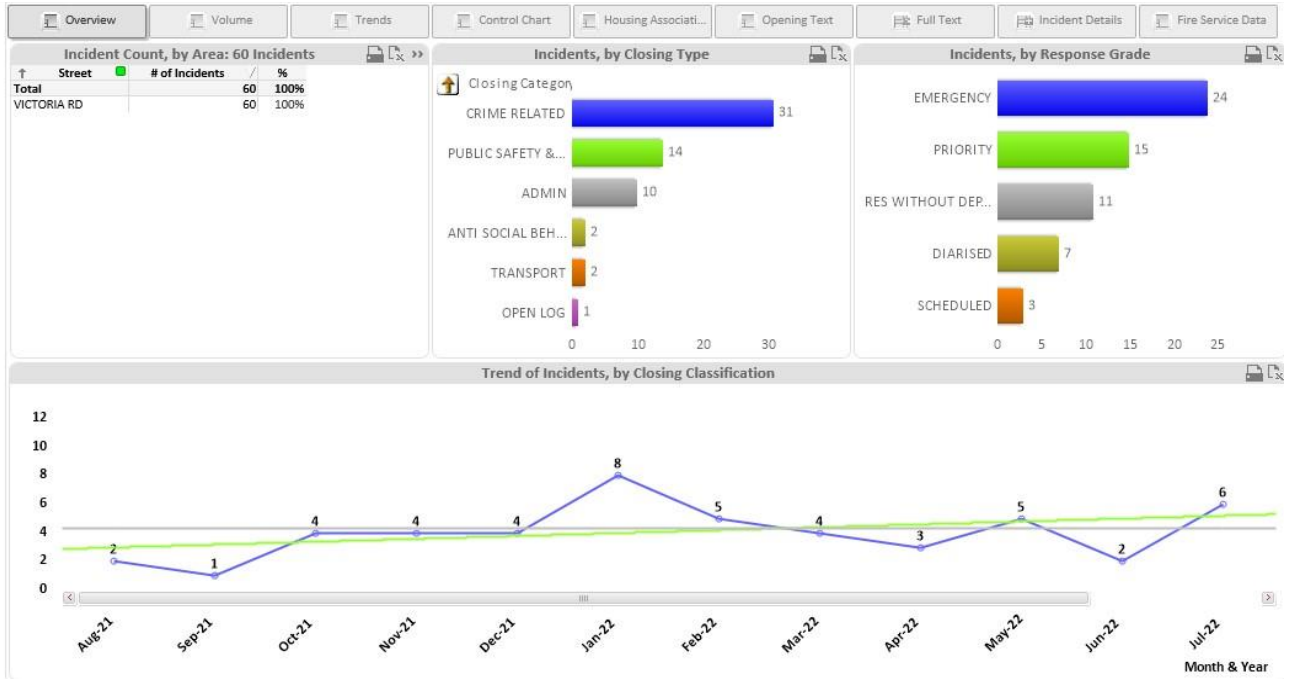 Overview Volume Trends Control Chart Housing Associati... Opening Text Full Text Incident Details Fire Service Data
Incident Count, by Area: 60 Incidents
Street # of Incidents %
Total 60 100%
VICTORIA RD 60 100%
Incidents, by Closing Type
Closing Categor
CRIME RELATED 31
PUBLIC SAFETY &... 14
ADMIN 10
ANTI SOCIAL BEH... 2
TRANSPORT 2
OPEN LOG 1
0 10 20 30
Incidents, by Response Grade
EMERGENCY 24
PRIORITY 15
RES WITHOUT DEP... 11
DIARISED 7
SCHEDULED 3
0 5 10 15 20 25
Trend of Incidents, by Closing Classification
12
10
8
6
4
2
0
2 1 4 4 4 8 5 4 3 5 2 6
Aug-21 Sep-21 Oct-21 Nov-21 Dec-21 Jan-22 Feb-22 Mar-22 Apr-22 May-22 Jun-22 Jul-22
Month & Year